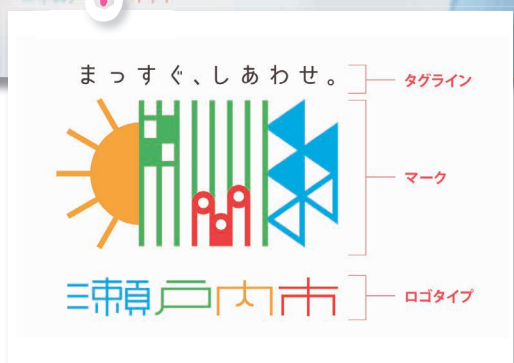 まっすぐ、しあわせ。
タグライン
マーク
瀬戸内市
ロゴタイプ